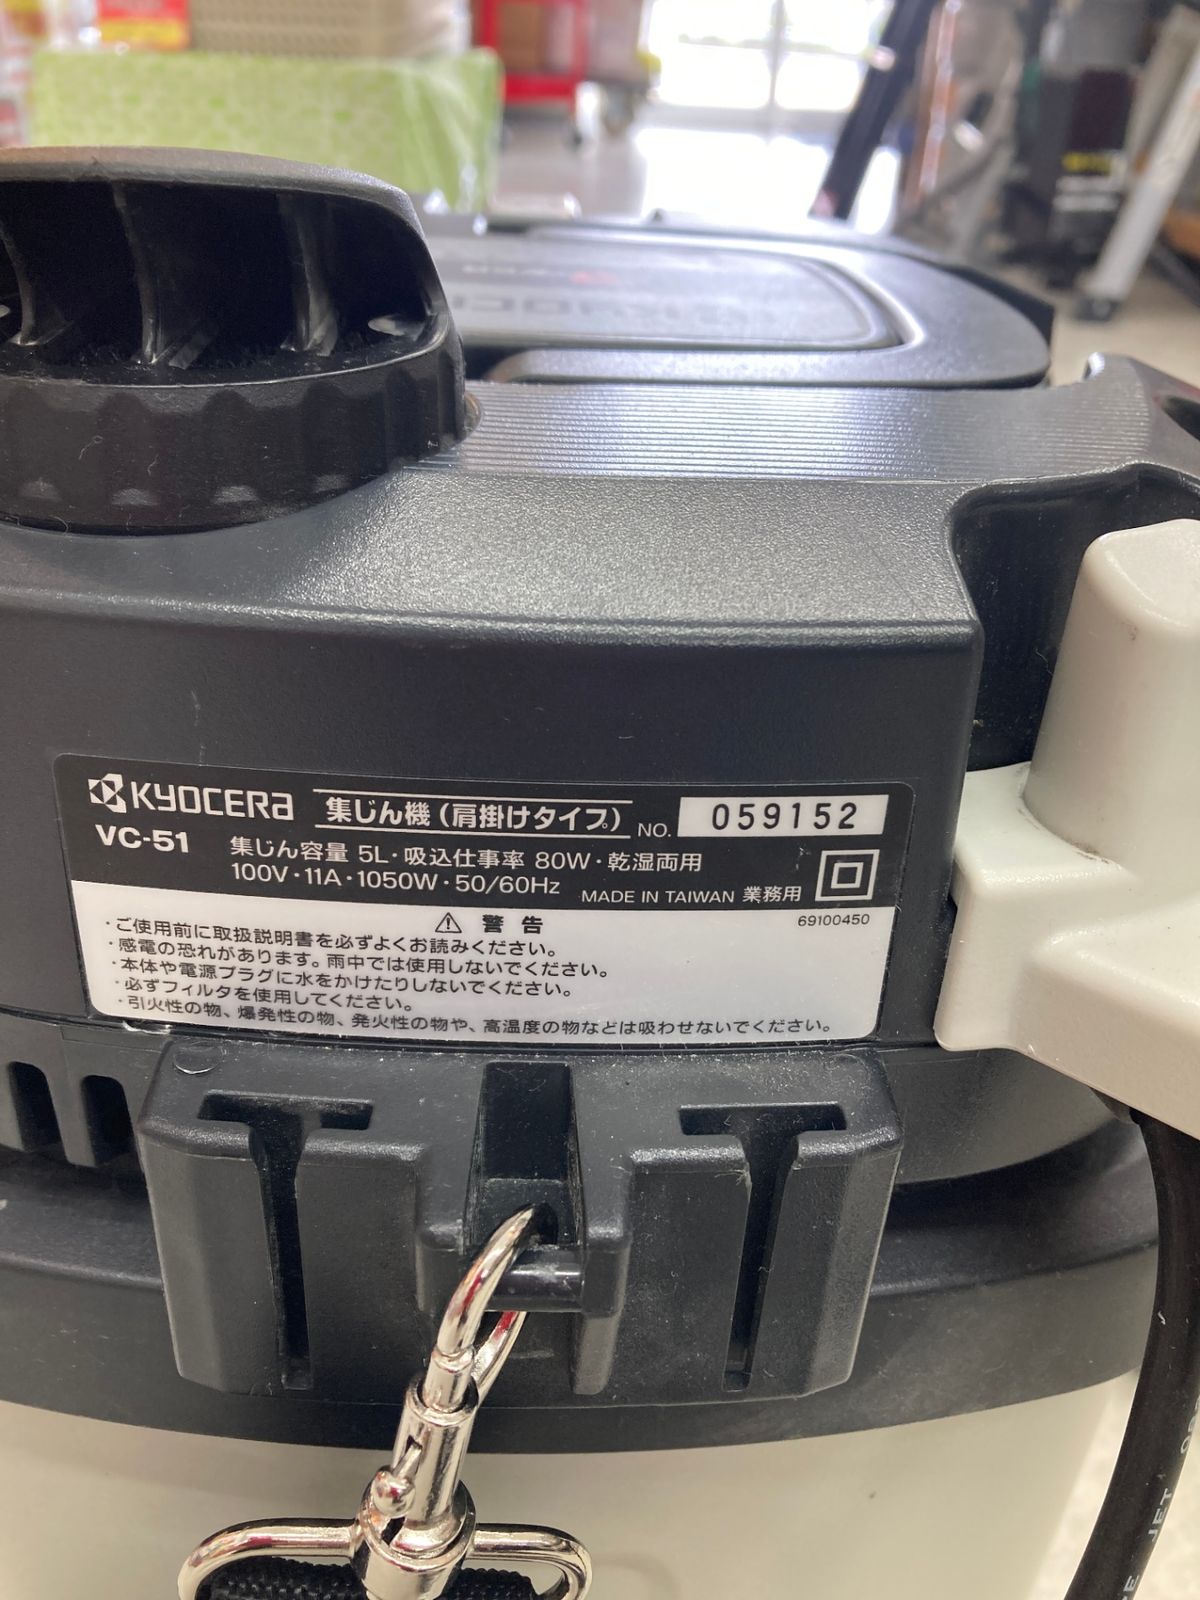 KYOCERa 集じん機(肩掛けタイプ) NO. 059152
VC-51 集じん容量 5L・吸込仕事率 80W・乾湿両用
100V・11A・1050W・50/60Hz MADE IN TAIWAN 業務用
⚠ 警告 69100450
・ご使用前に取扱説明書を必ずよくお読みください。
・感電の恐れがあります。雨中では使用しないでください。
・本体や電源プラグに水をかけたりしないでください。
・必ずフィルタを使用してください。
・引火性の物、爆発性の物、発火性の物や、高温度の物などは吸わせないでください。
JET